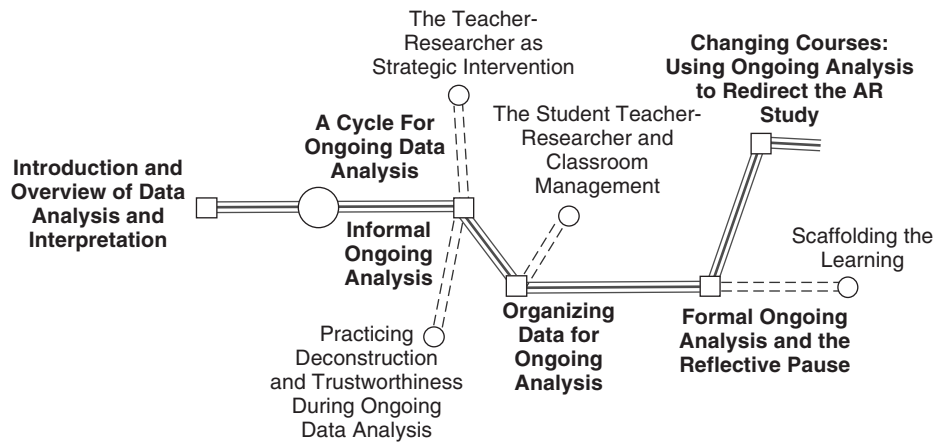 The Teacher-
Researcher as
Strategic Intervention
Changing Courses:
Using Ongoing Analysis
to Redirect the AR
Study
The Student Teacher-
Researcher and
Classroom
Management
A Cycle For
Ongoing Data
Analysis
Introduction and
Overview of Data
Analysis and
Interpretation
Informal
Ongoing
Analysis
Scaffolding the
Learning
Organizing
Data for
Ongoing
Analysis
Formal Ongoing
Analysis and the
Reflective Pause
Practicing
Deconstruction
and Trustworthiness
During Ongoing
Data Analysis